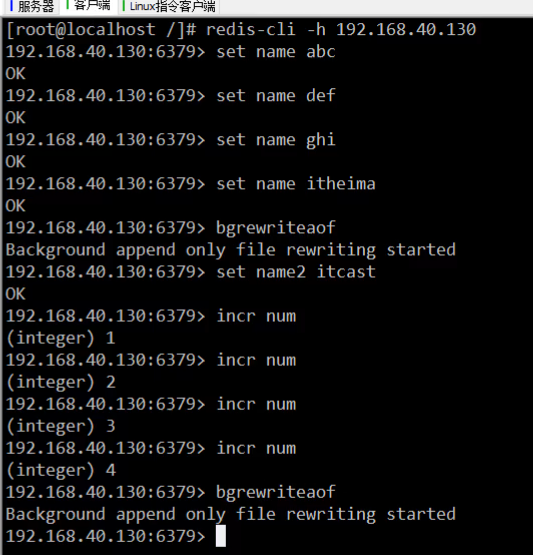 服务器 客户端 Linux指令客户端
[root@localhost /]# redis-cli -h 192.168.40.130
192.168.40.130:6379> set name abc
OK
192.168.40.130:6379> set name def
OK
192.168.40.130:6379> set name ghi
OK
192.168.40.130:6379> set name itheima
OK
192.168.40.130:6379> bgrewriteaof
Background append only file rewriting started
192.168.40.130:6379> set name2 itcast
OK
192.168.40.130:6379> incr num
(integer) 1
192.168.40.130:6379> incr num
(integer) 2
192.168.40.130:6379> incr num
(integer) 3
192.168.40.130:6379> incr num
(integer) 4
192.168.40.130:6379> bgrewriteaof
Background append only file rewriting started
192.168.40.130:6379>